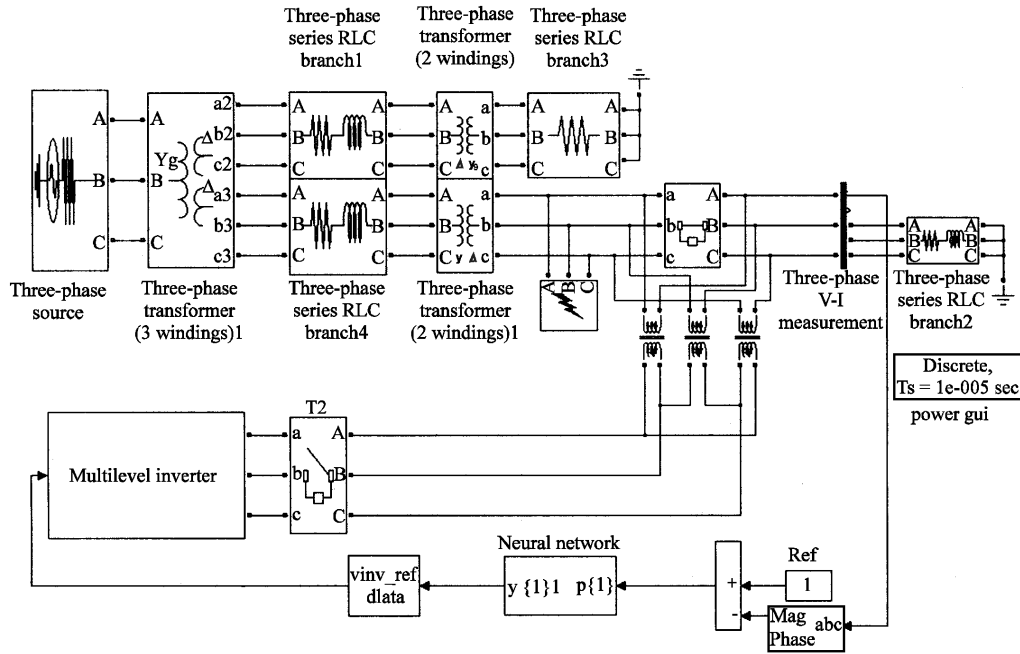 Three-phase
series RLC
branch1
Three-phase
transformer
(2 windings)
Three-phase
series RLC
branch3
A
B
C
A
B
C
Yg
Δ
Δ
a2
b2
c2
a3
b3
c3
A
B
C
A
B
C
A
B
C
a
b
c
Δ
A
B
C
A
B
C
A
B
C
A
B
C
a
b
c
y Δ
a
b
c
A
B
C
A
B
C
A
B
C
A
B
C
Three-phase
source
Three-phase
transformer
(3 windings)1
Three-phase
series RLC
branch4
Three-phase
transformer
(2 windings)1
Three-phase
V-I
measurement
Three-phase
series RLC
branch2
Discrete,
Ts = 1e-005 sec
power gui
T2
Multilevel inverter
a
b
c
A
B
C
Neural network
vinv_ref
dlata
y {1}1 p{1}
+
-
Ref
1
Mag
Phase
abc